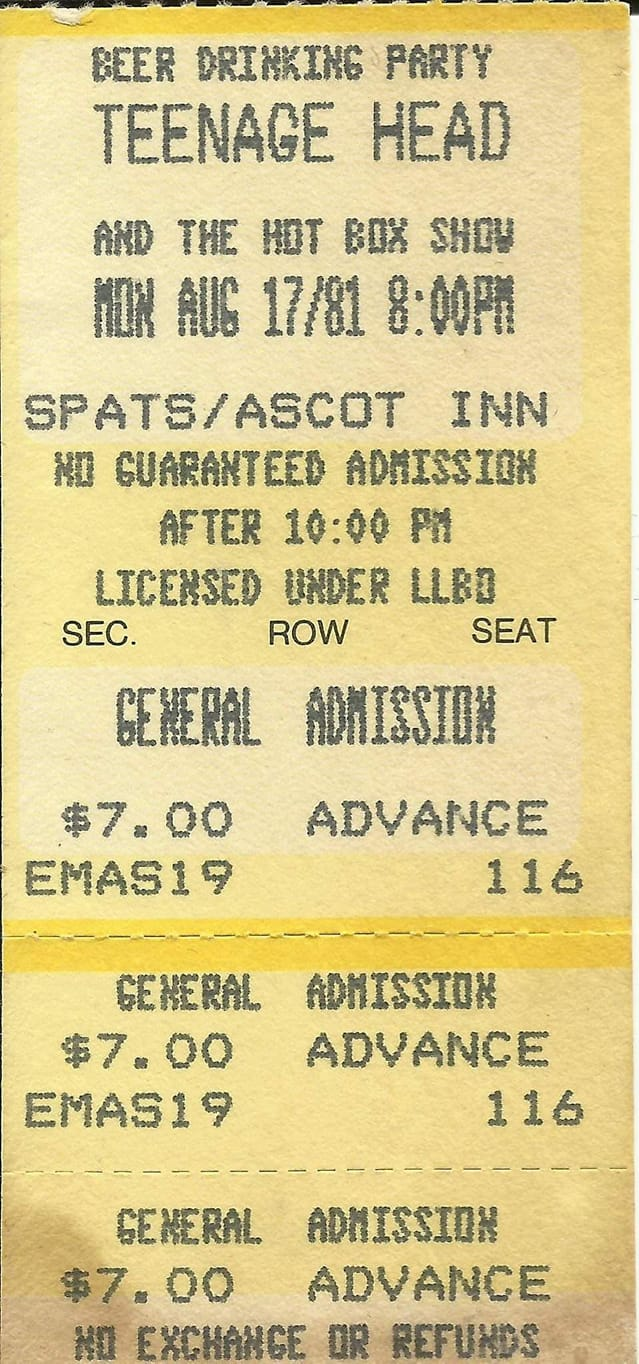 BEER DRINKING PARTY
TEENAGE HEAD
AND THE HOT BOX SHOW
MON AUG 17/81 8:00PM
SPATS/ASCOT INN
NO GUARANTEED ADMISSION
AFTER 10:00 PM
LICENSED UNDER LLBO
SEC. ROW SEAT
GENERAL ADMISSION
$7.00 ADVANCE
EMAS19 116
GENERAL ADMISSION
$7.00 ADVANCE
EMAS19 116
GENERAL ADMISSION
$7.00 ADVANCE
NO EXCHANGE OR REFUNDS